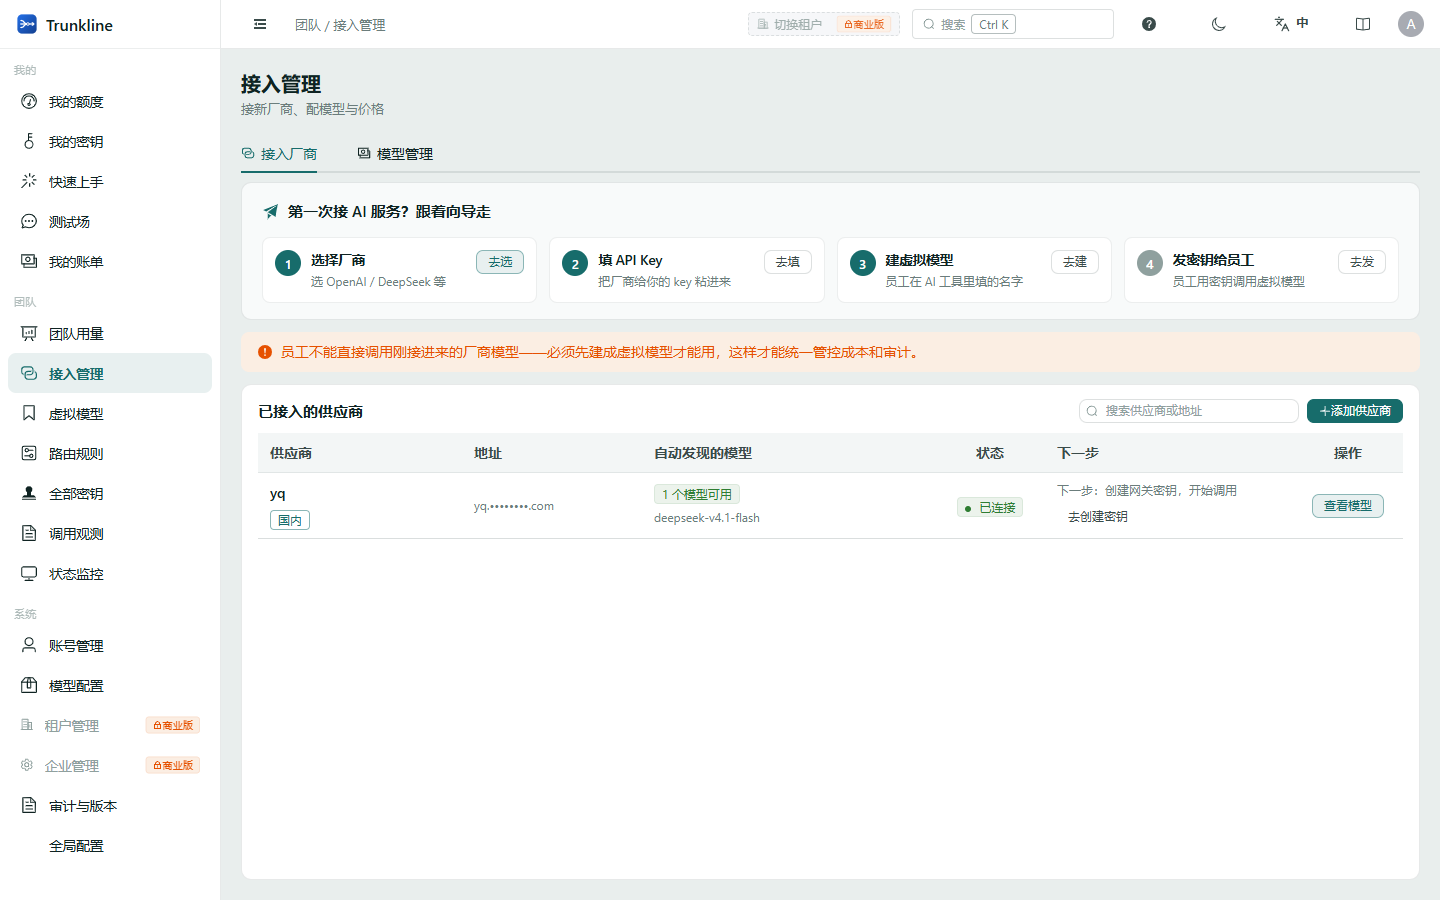 Trunkline
团队 / 接入管理
切换租户 商业版
搜索 Ctrl K
中
A
我的
我的额度
我的密钥
快速上手
测试场
我的账单
团队
团队用量
接入管理
虚拟模型
路由规则
全部密钥
调用观测
状态监控
系统
账号管理
模型配置
租户管理 商业版
企业管理 商业版
审计与版本
全局配置
接入管理
接新厂商、配模型与价格
接入厂商 模型管理
第一次接 AI 服务？跟着向导走
1 选择厂商 去选
选 OpenAI / DeepSeek 等
2 填 API Key 去填
把厂商给你的 key 粘进来
3 建虚拟模型 去建
员工在 AI 工具里填的名字
4 发密钥给员工 去发
员工用密钥调用虚拟模型
员工不能直接调用刚接进来的厂商模型——必须先建成虚拟模型才能用，这样才能统一管控成本和审计。
已接入的供应商 搜索供应商或地址 +添加供应商
供应商 地址 自动发现的模型 状态 下一步 操作
yq
国内
yq.••••••••.com
1 个模型可用
deepseek-v4.1-flash
已连接
下一步：创建网关密钥，开始调用
去创建密钥
查看模型